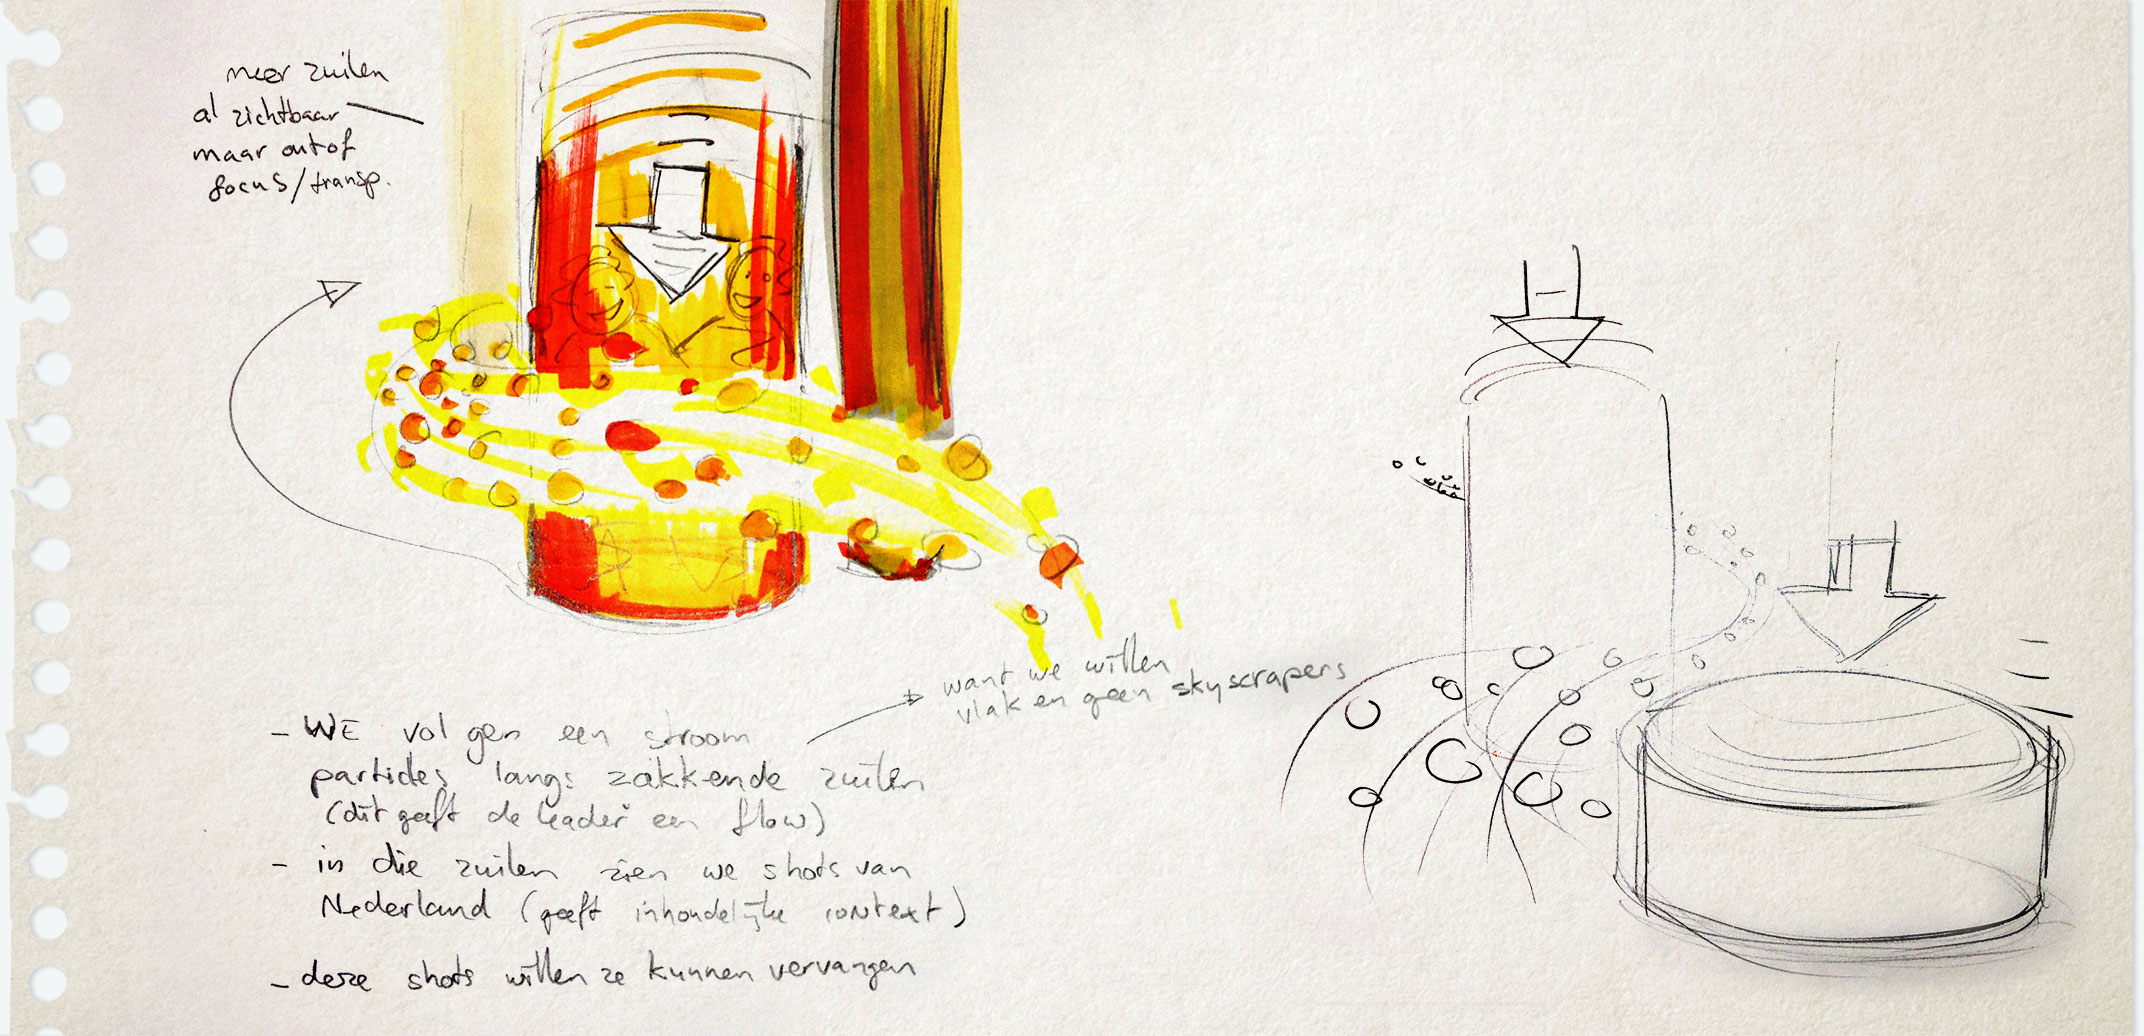 meer zuilen
al zichtbaar
maar out of
focus/transp.
want we willen
vlak en geen skyscrapers
- WE volgen een stroom
particles langs zakkende zuilen
(dit geeft de leader een flow)
- in die zuilen zien we shots van
Nederland (geeft inhoudelijke context)
- deze shots willen ze kunnen vervangen